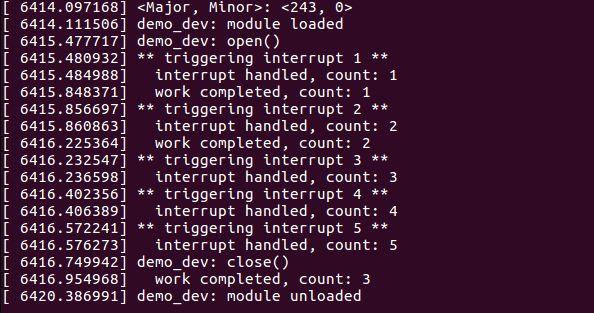 [ 6414.097168] <Major, Minor>: <243, 0>
[ 6414.111506] demo_dev: module loaded
[ 6415.477717] demo_dev: open()
[ 6415.480932] ** triggering interrupt 1 **
[ 6415.484988]   interrupt handled, count: 1
[ 6415.848371]   work completed, count: 1
[ 6415.856697] ** triggering interrupt 2 **
[ 6415.860863]   interrupt handled, count: 2
[ 6416.225364]   work completed, count: 2
[ 6416.232547] ** triggering interrupt 3 **
[ 6416.236598]   interrupt handled, count: 3
[ 6416.402356] ** triggering interrupt 4 **
[ 6416.406389]   interrupt handled, count: 4
[ 6416.572241] ** triggering interrupt 5 **
[ 6416.576273]   interrupt handled, count: 5
[ 6416.749942] demo_dev: close()
[ 6416.954968]   work completed, count: 3
[ 6420.386991] demo_dev: module unloaded